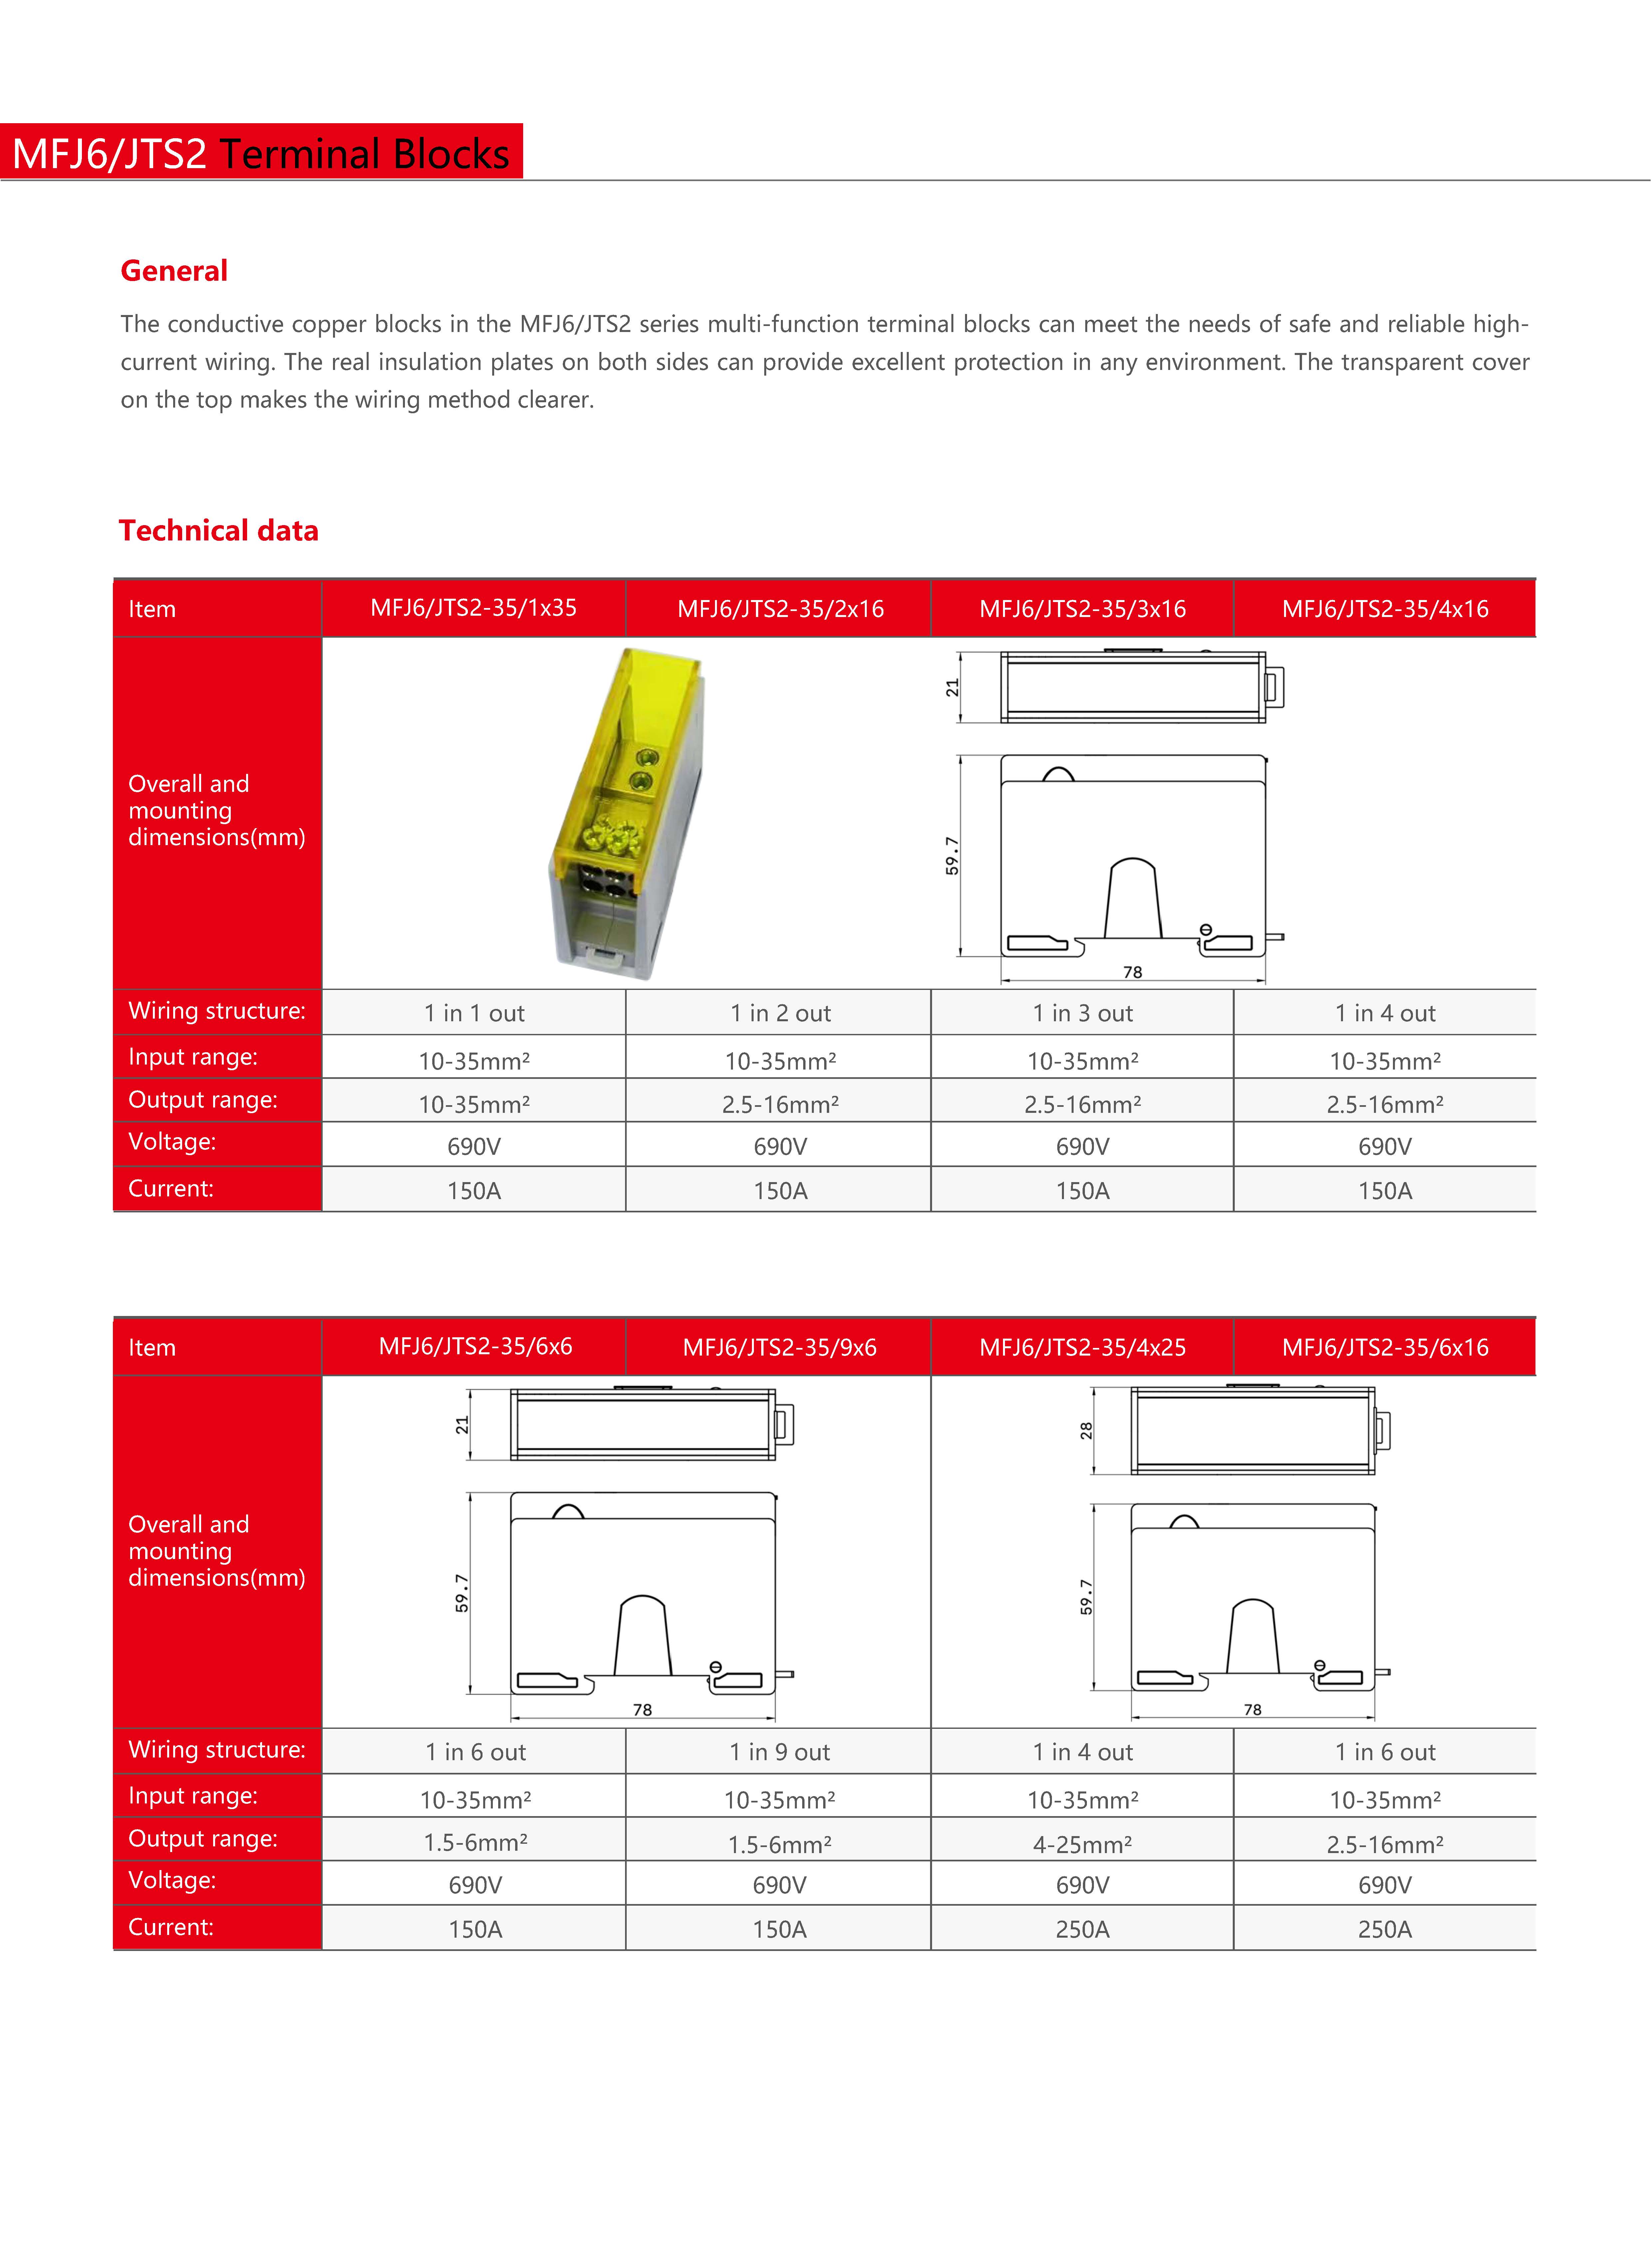 MFJ6/JTS2 Terminal Blocks
General
The conductive copper blocks in the MFJ6/JTS2 series multi-function terminal blocks can meet the needs of safe and reliable high-
current wiring. The real insulation plates on both sides can provide excellent protection in any environment. The transparent cover
on the top makes the wiring method clearer.
Technical data
Item MFJ6/JTS2-35/1x35 MFJ6/JTS2-35/2x16 MFJ6/JTS2-35/3x16 MFJ6/JTS2-35/4x16
Overall and
mounting
dimensions(mm)
21
59.7
78
Wiring structure: 1 in 1 out 1 in 2 out 1 in 3 out 1 in 4 out
Input range: 10-35mm² 10-35mm² 10-35mm² 10-35mm²
Output range: 10-35mm² 2.5-16mm² 2.5-16mm² 2.5-16mm²
Voltage: 690V 690V 690V 690V
Current: 150A 150A 150A 150A
Item MFJ6/JTS2-35/6x6 MFJ6/JTS2-35/9x6 MFJ6/JTS2-35/4x25 MFJ6/JTS2-35/6x16
Overall and
mounting
dimensions(mm)
21
59.7
78
28
59.7
78
Wiring structure: 1 in 6 out 1 in 9 out 1 in 4 out 1 in 6 out
Input range: 10-35mm² 10-35mm² 10-35mm² 10-35mm²
Output range: 1.5-6mm² 1.5-6mm² 4-25mm² 2.5-16mm²
Voltage: 690V 690V 690V 690V
Current: 150A 150A 250A 250A